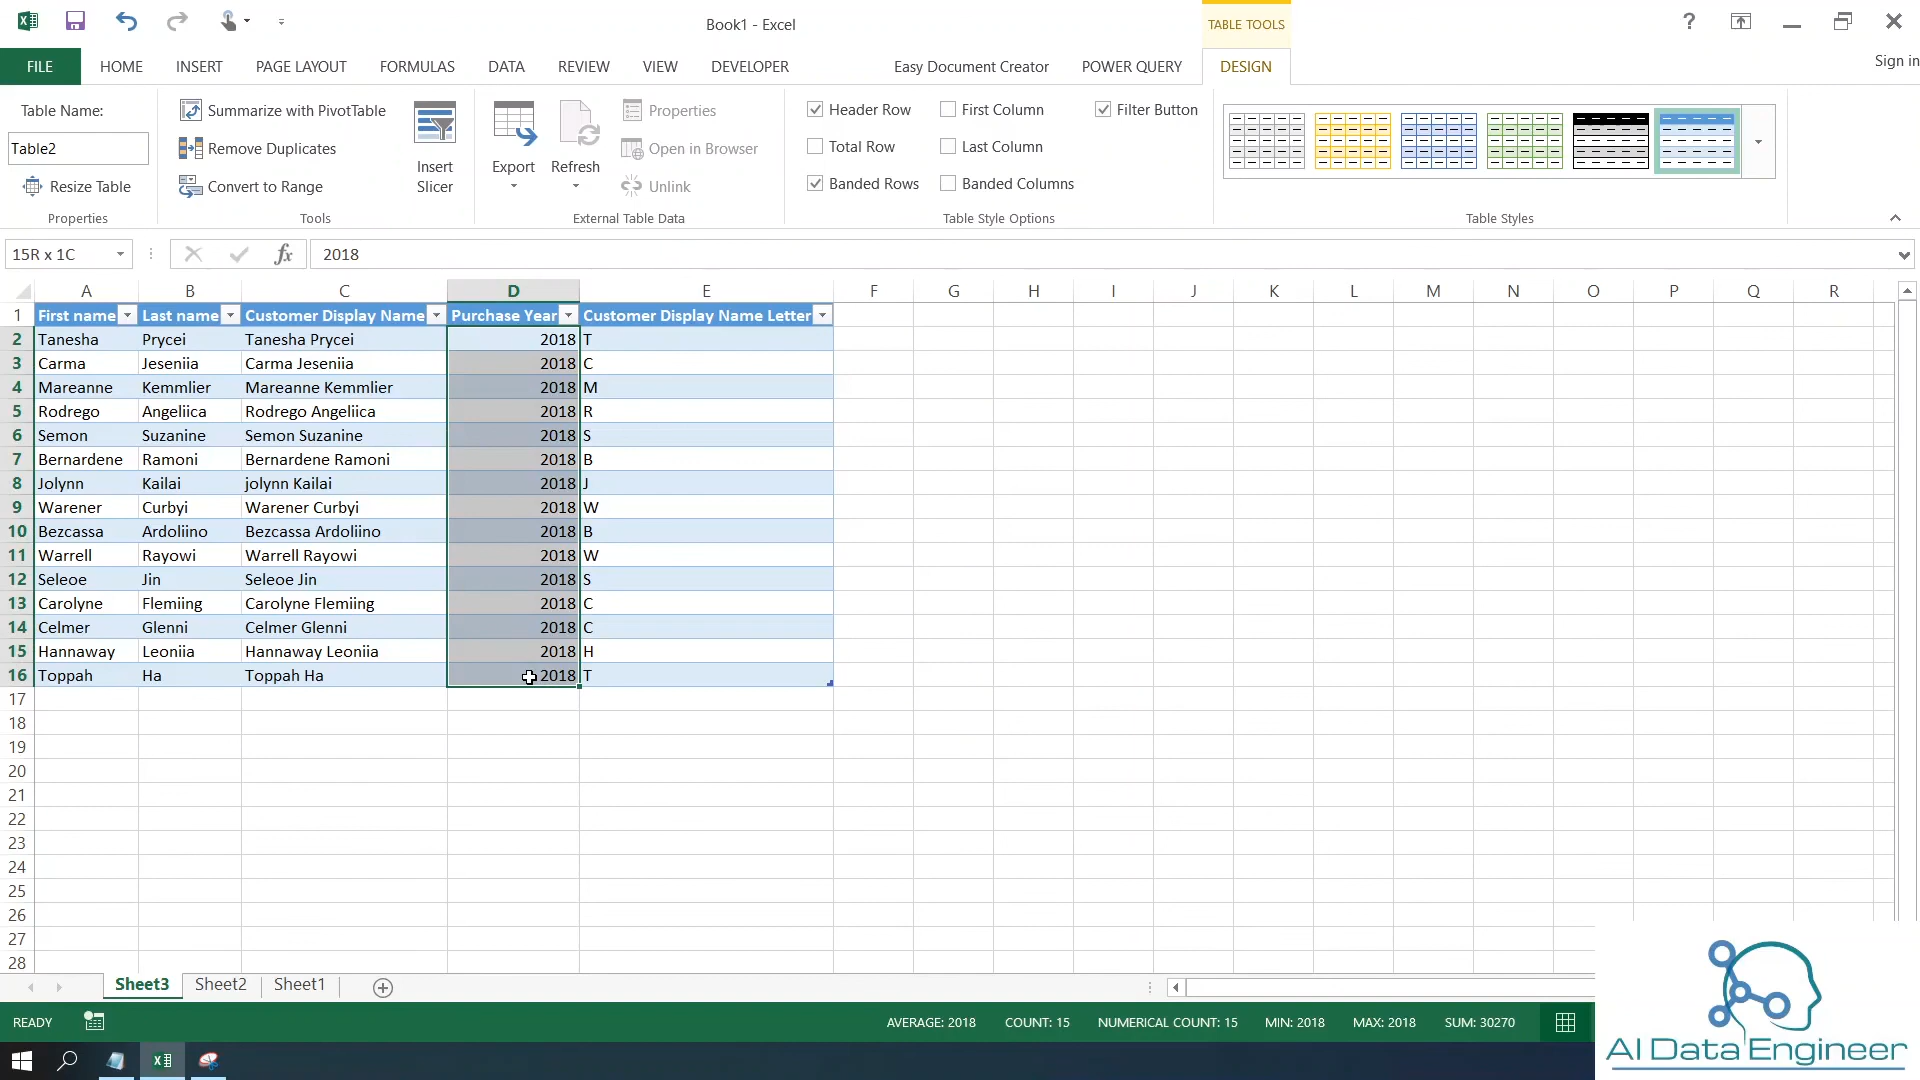 Book1 - Excel
TABLE TOOLS
?
FILE
HOME
INSERT
PAGE LAYOUT
FORMULAS
DATA
REVIEW
VIEW
DEVELOPER
Easy Document Creator
POWER QUERY
DESIGN
Sign in
Table Name:
Table2
Resize Table
Properties
Summarize with PivotTable
Remove Duplicates
Convert to Range
Tools
Insert
Slicer
Export
Refresh
Properties
Open in Browser
Unlink
External Table Data
Header Row
First Column
Filter Button
Total Row
Last Column
Banded Rows
Banded Columns
Table Style Options
Table Styles
15R x 1C
fx
2018
A B C D E F G H I J K L M N O P Q R
1 First name Last name Customer Display Name Purchase Year Customer Display Name Letter
2 Tanesha Prycei Tanesha Prycei 2018 T
3 Carma Jeseniia Carma Jeseniia 2018 C
4 Mareanne Kemmlier Mareanne Kemmlier 2018 M
5 Rodrego Angeliica Rodrego Angeliica 2018 R
6 Semon Suzanine Semon Suzanine 2018 S
7 Bernardene Ramoni Bernardene Ramoni 2018 B
8 Jolynn Kailai jolynn Kailai 2018 J
9 Warener Curbyi Warener Curbyi 2018 W
10 Bezcassa Ardoliino Bezcassa Ardoliino 2018 B
11 Warrell Rayowi Warrell Rayowi 2018 W
12 Seleoe Jin Seleoe Jin 2018 S
13 Carolyne Flemiing Carolyne Flemiing 2018 C
14 Celmer Glenni Celmer Glenni 2018 C
15 Hannaway Leoniia Hannaway Leoniia 2018 H
16 Toppah Ha Toppah Ha 2018 T
17
18
19
20
21
22
23
24
25
26
27
28
Sheet3 Sheet2 Sheet1
READY
AVERAGE: 2018 COUNT: 15 NUMERICAL COUNT: 15 MIN: 2018 MAX: 2018 SUM: 30270
AI Data Engineer